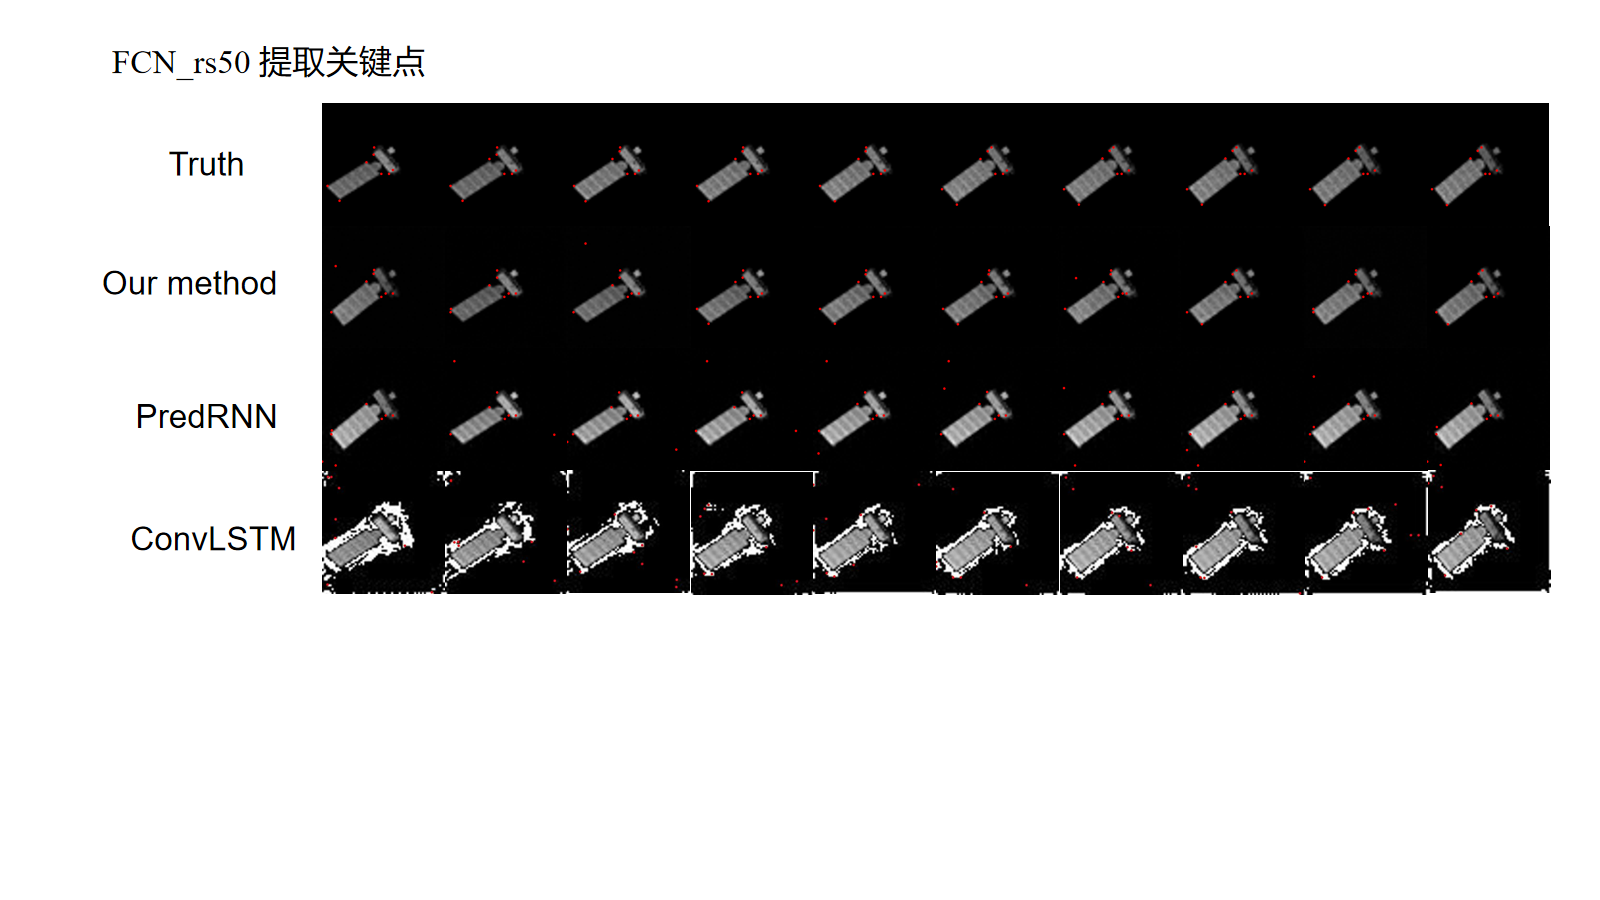 FCN_rs50 提取关键点
Truth
Our method
PredRNN
ConvLSTM